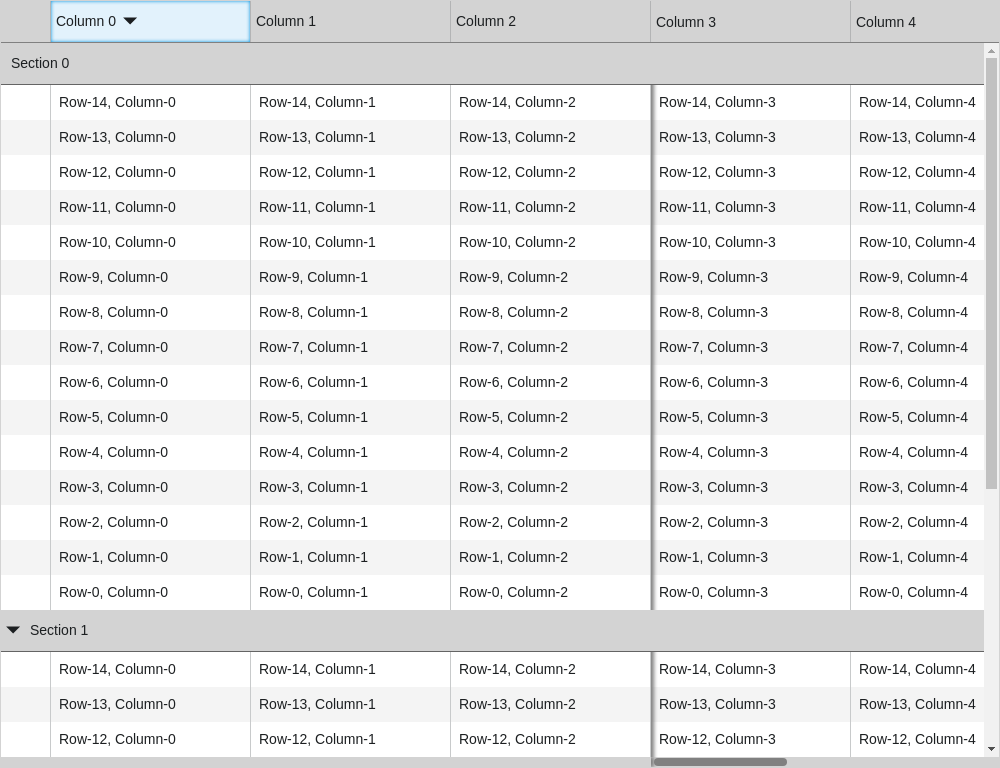 Column 0 Column 1 Column 2 Column 3 Column 4
Section 0
Row-14, Column-0 Row-14, Column-1 Row-14, Column-2 Row-14, Column-3 Row-14, Column-4
Row-13, Column-0 Row-13, Column-1 Row-13, Column-2 Row-13, Column-3 Row-13, Column-4
Row-12, Column-0 Row-12, Column-1 Row-12, Column-2 Row-12, Column-3 Row-12, Column-4
Row-11, Column-0 Row-11, Column-1 Row-11, Column-2 Row-11, Column-3 Row-11, Column-4
Row-10, Column-0 Row-10, Column-1 Row-10, Column-2 Row-10, Column-3 Row-10, Column-4
Row-9, Column-0 Row-9, Column-1 Row-9, Column-2 Row-9, Column-3 Row-9, Column-4
Row-8, Column-0 Row-8, Column-1 Row-8, Column-2 Row-8, Column-3 Row-8, Column-4
Row-7, Column-0 Row-7, Column-1 Row-7, Column-2 Row-7, Column-3 Row-7, Column-4
Row-6, Column-0 Row-6, Column-1 Row-6, Column-2 Row-6, Column-3 Row-6, Column-4
Row-5, Column-0 Row-5, Column-1 Row-5, Column-2 Row-5, Column-3 Row-5, Column-4
Row-4, Column-0 Row-4, Column-1 Row-4, Column-2 Row-4, Column-3 Row-4, Column-4
Row-3, Column-0 Row-3, Column-1 Row-3, Column-2 Row-3, Column-3 Row-3, Column-4
Row-2, Column-0 Row-2, Column-1 Row-2, Column-2 Row-2, Column-3 Row-2, Column-4
Row-1, Column-0 Row-1, Column-1 Row-1, Column-2 Row-1, Column-3 Row-1, Column-4
Row-0, Column-0 Row-0, Column-1 Row-0, Column-2 Row-0, Column-3 Row-0, Column-4
Section 1
Row-14, Column-0 Row-14, Column-1 Row-14, Column-2 Row-14, Column-3 Row-14, Column-4
Row-13, Column-0 Row-13, Column-1 Row-13, Column-2 Row-13, Column-3 Row-13, Column-4
Row-12, Column-0 Row-12, Column-1 Row-12, Column-2 Row-12, Column-3 Row-12, Column-4